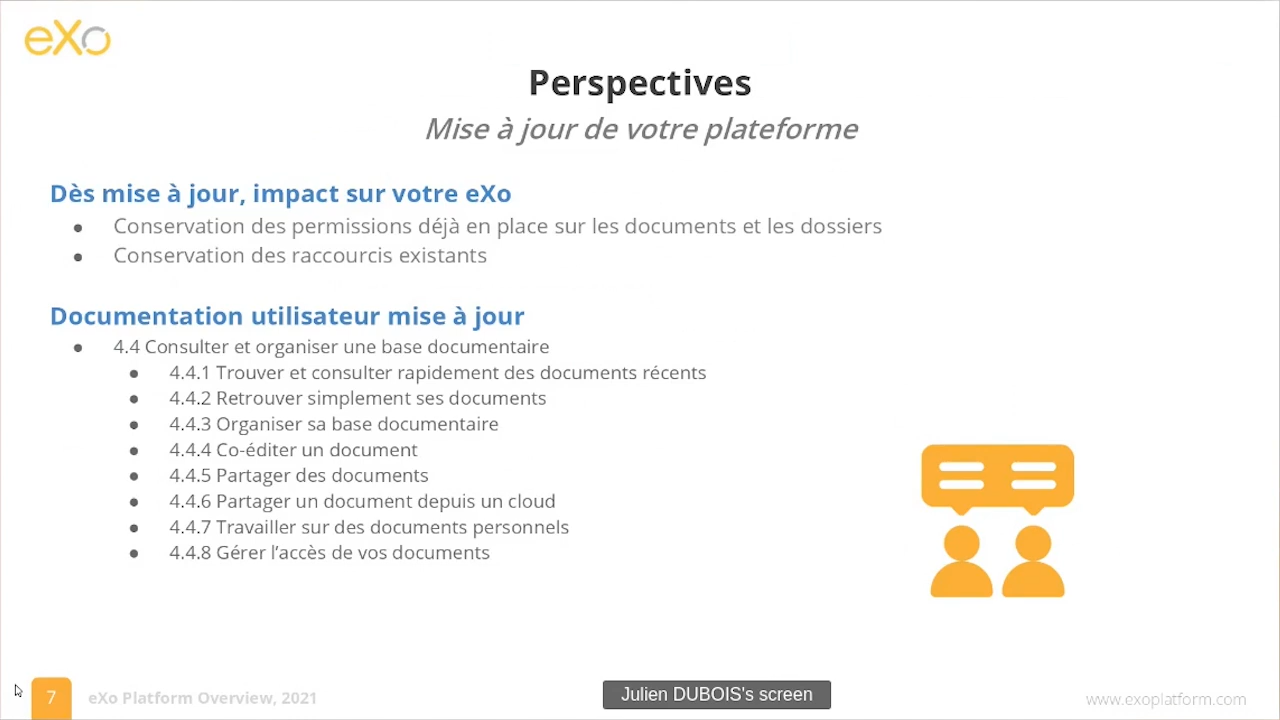 eXo
Perspectives
Mise à jour de votre plateforme
Dès mise à jour, impact sur votre eXo
● Conservation des permissions déjà en place sur les documents et les dossiers
● Conservation des raccourcis existants
Documentation utilisateur mise à jour
● 4.4 Consulter et organiser une base documentaire
● 4.4.1 Trouver et consulter rapidement des documents récents
● 4.4.2 Retrouver simplement ses documents
● 4.4.3 Organiser sa base documentaire
● 4.4.4 Co-éditer un document
● 4.4.5 Partager des documents
● 4.4.6 Partager un document depuis un cloud
● 4.4.7 Travailler sur des documents personnels
● 4.4.8 Gérer l’accès de vos documents
7
eXo Platform Overview, 2021
Julien DUBOIS's screen
www.exoplatform.com